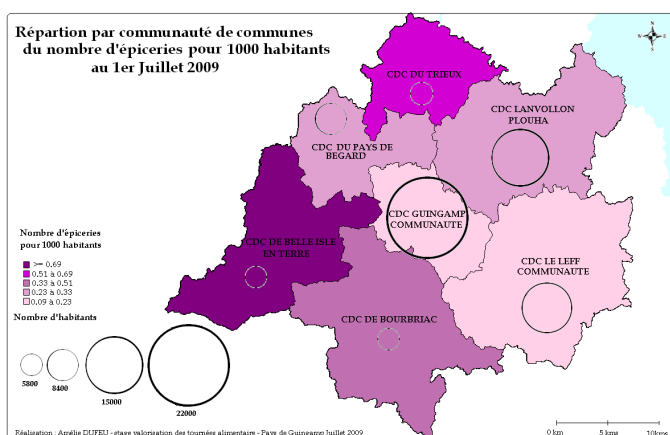 Répartion par communauté de communes
du nombre d'épiceries pour 1000 habitants
au 1er Juillet 2009
N
W
E
S
CDC DU TRIEUX
CDC LANVOLLON
PLOUHA
CDC DU PAYS DE
BEGARD
CDC GUINGAMP
COMMUNAUTE
CDC DE BELLE ISLE
EN TERRE
CDC LE LEFF
COMMUNAUTE
CDC DE BOURBRIAC
Nombre d'épiceries
pour 1000 habitants
>= 0.69
0.51 à 0.69
0.33 à 0.51
0.23 à 0.33
0.09 à 0.23
Nombre d'habitants
5800
8400
15000
22000
0 km
5 kms
10kms
Réalisation : Amélie DUFEU - stage valorisation des tournées alimentaire - Pays de Guingamp Juillet 2009